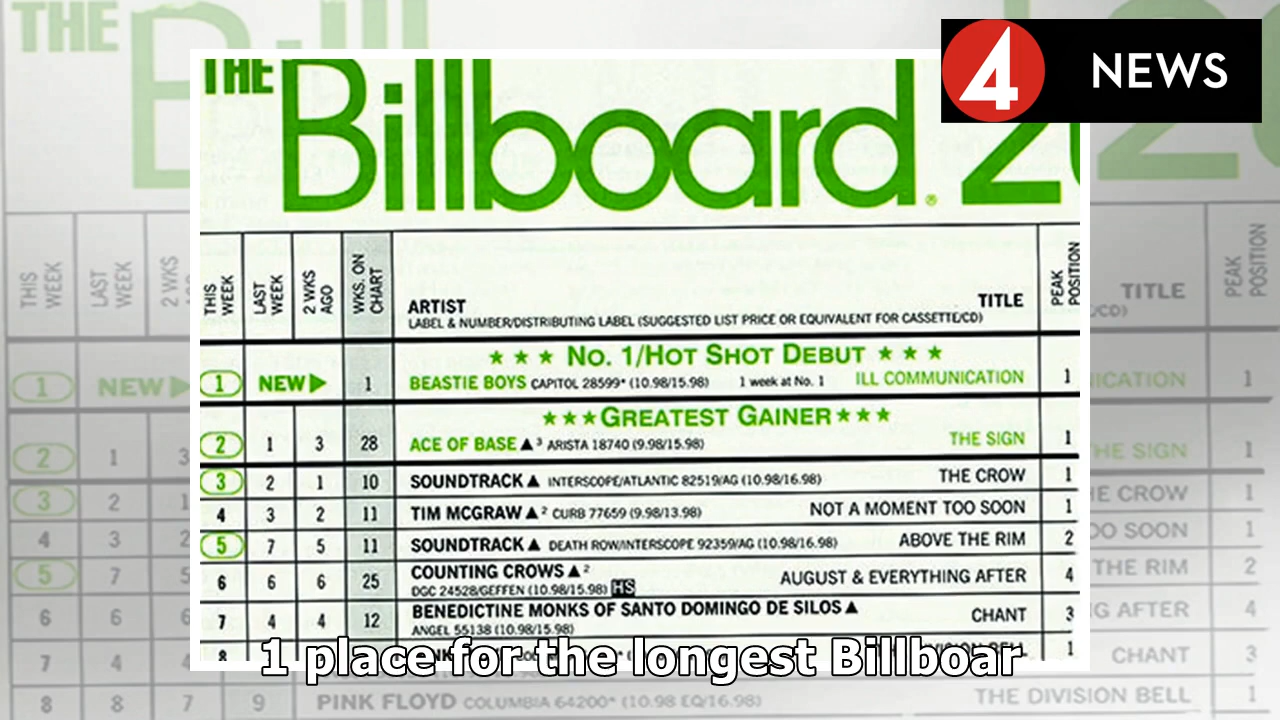 THE Billboard® 2
4 NEWS
THIS WEEK
LAST WEEK
2 WKS AGO
WKS. ON CHART
ARTIST TITLE
LABEL & NUMBER/DISTRIBUTING LABEL (SUGGESTED LIST PRICE OR EQUIVALENT FOR CASSETTE/CD)
PEAK POSITION
★ ★ ★ No. 1/HOT SHOT DEBUT ★ ★ ★
1 NEW▶ 1 BEASTIE BOYS CAPITOL 28599* (10.98/15.98) 1 week at No. 1 ILL COMMUNICATION 1
★★★GREATEST GAINER★★★
2 1 3 28 ACE OF BASE ▲³ ARISTA 18740 (9.98/15.98) THE SIGN 1
3 2 1 10 SOUNDTRACK ▲ INTERSCOPE/ATLANTIC 82519/AG (10.98/16.98) THE CROW 1
4 3 2 11 TIM MCGRAW ▲² CURB 77659 (9.98/13.98) NOT A MOMENT TOO SOON 1
5 7 5 11 SOUNDTRACK ▲ DEATH ROW/INTERSCOPE 92359/AG (10.98/16.98) ABOVE THE RIM 2
6 6 6 25 COUNTING CROWS ▲² AUGUST & EVERYTHING AFTER 4
DGC 24528/GEFFEN (10.98/15.98) HS
7 4 4 12 BENEDICTINE MONKS OF SANTO DOMINGO DE SILOS ▲ CHANT 3
ANGEL 55138 (10.98/15.98)
1 place for the longest Billboar
8 8 7 9 PINK FLOYD COLUMBIA 64200* (10.98 EQ/16.98) THE DIVISION BELL 1